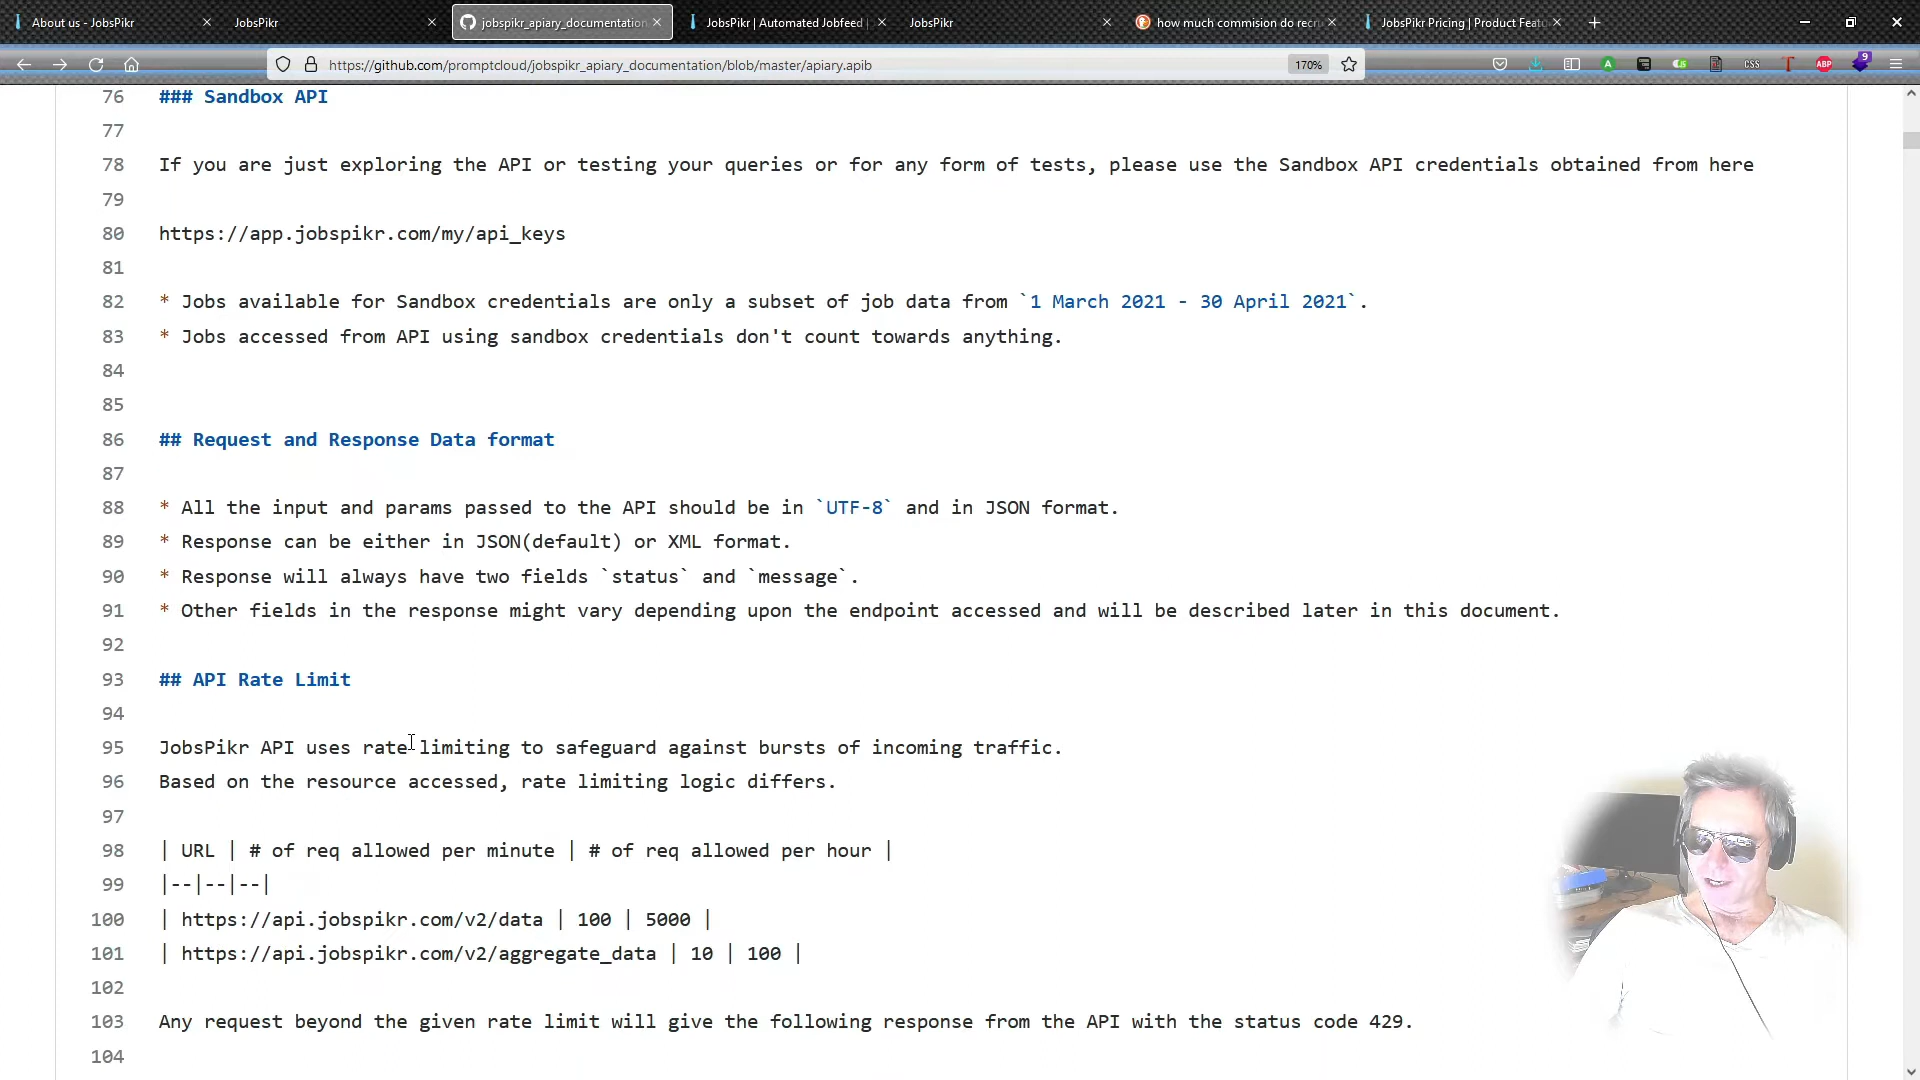 About us - JobsPikr
JobsPikr
jobspikr_apiary_documentation
JobsPikr | Automated Jobfeed |
JobsPikr
how much commision do recru
JobsPikr Pricing | Product Featu
https://github.com/promptcloud/jobspikr_apiary_documentation/blob/master/apiary.apib
170%
A
CSS
T
ABP
9
76 ### Sandbox API
77
78 If you are just exploring the API or testing your queries or for any form of tests, please use the Sandbox API credentials obtained from here
79
80 https://app.jobspikr.com/my/api_keys
81
82 * Jobs available for Sandbox credentials are only a subset of job data from `1 March 2021 - 30 April 2021`.
83 * Jobs accessed from API using sandbox credentials don't count towards anything.
84
85
86 ## Request and Response Data format
87
88 * All the input and params passed to the API should be in `UTF-8` and in JSON format.
89 * Response can be either in JSON(default) or XML format.
90 * Response will always have two fields `status` and `message`.
91 * Other fields in the response might vary depending upon the endpoint accessed and will be described later in this document.
92
93 ## API Rate Limit
94
95 JobsPikr API uses rate limiting to safeguard against bursts of incoming traffic.
96 Based on the resource accessed, rate limiting logic differs.
97
98 | URL | # of req allowed per minute | # of req allowed per hour |
99 |--|--|--|
100 | https://api.jobspikr.com/v2/data | 100 | 5000 |
101 | https://api.jobspikr.com/v2/aggregate_data | 10 | 100 |
102
103 Any request beyond the given rate limit will give the following response from the API with the status code 429.
104